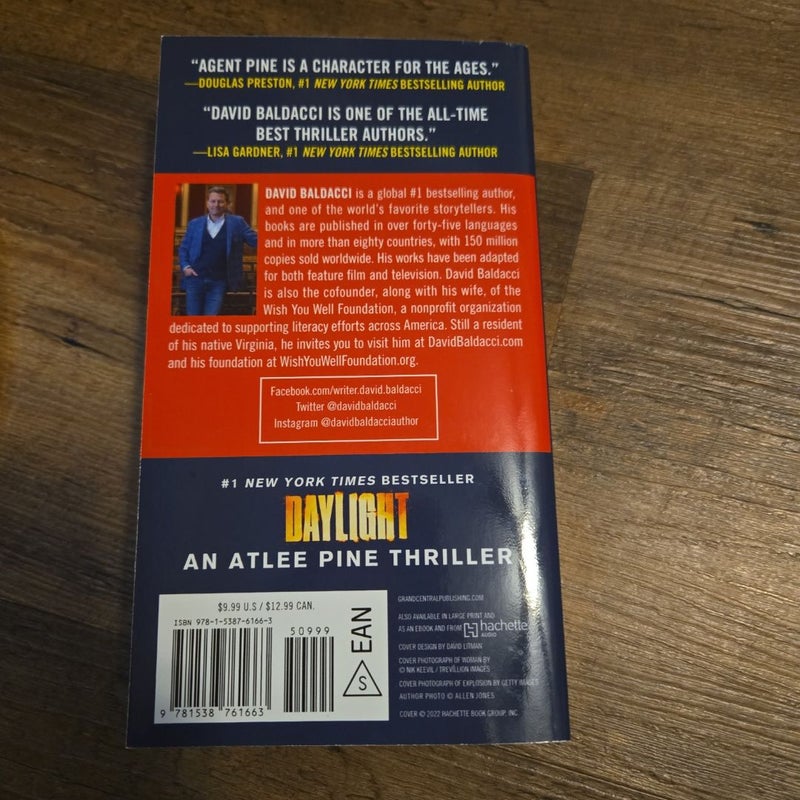 “AGENT PINE IS A CHARACTER FOR THE AGES.”
—DOUGLAS PRESTON, #1 NEW YORK TIMES BESTSELLING AUTHOR
“DAVID BALDACCI IS ONE OF THE ALL-TIME
BEST THRILLER AUTHORS.”
—LISA GARDNER, #1 NEW YORK TIMES BESTSELLING AUTHOR
DAVID BALDACCI is a global #1 bestselling author,
and one of the world's favorite storytellers. His
books are published in over forty-five languages
and in more than eighty countries, with 150 million
copies sold worldwide. His works have been adapted
for both feature film and television. David Baldacci
is also the cofounder, along with his wife, of the
Wish You Well Foundation, a nonprofit organization
dedicated to supporting literacy efforts across America. Still a resident
of his native Virginia, he invites you to visit him at DavidBaldacci.com
and his foundation at WishYouWellFoundation.org.
Facebook.com/writer.david.baldacci
Twitter @davidbaldacci
Instagram @davidbaldacciauthor
#1 NEW YORK TIMES BESTSELLER
DAYLIGHT
AN ATLEE PINE THRILLER
$9.99 U.S / $12.99 CAN.
ISBN 978-1-5387-6166-3
50999
9 781538 761663
S
EAN
GRANDCENTRALPUBLISHING.COM
ALSO AVAILABLE IN LARGE PRINT AND
AS AN EBOOK AND FROM hachette AUDIO
COVER DESIGN BY DAVID LITMAN
COVER PHOTOGRAPH OF WOMAN BY
© NIK KEEVIL / TREVILLION IMAGES
COVER PHOTOGRAPH OF EXPLOSION BY GETTY IMAGES
AUTHOR PHOTO © ALLEN JONES
COVER © 2022 HACHETTE BOOK GROUP, INC.